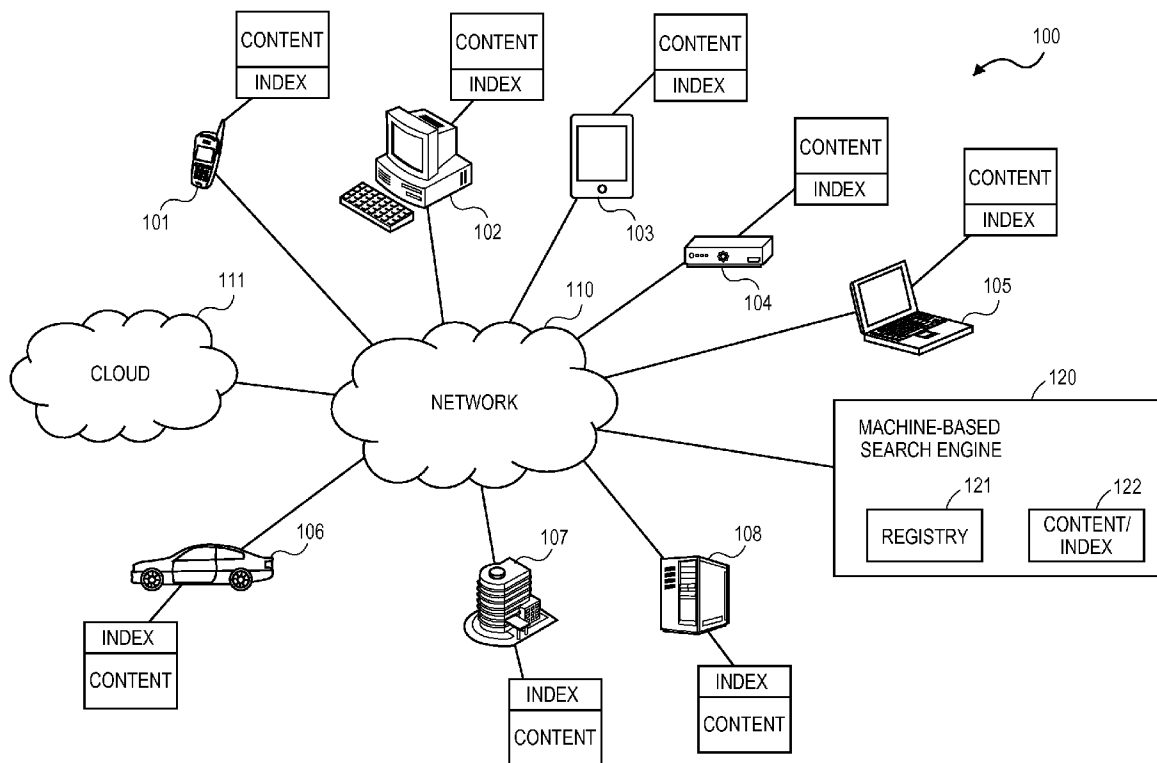 CONTENT
INDEX
CONTENT
INDEX
CONTENT
INDEX
100
CONTENT
INDEX
CONTENT
INDEX
101
102
103
104
105
111
CLOUD
110
NETWORK
120
MACHINE-BASED
SEARCH ENGINE
121
REGISTRY
122
CONTENT/
INDEX
106
INDEX
CONTENT
107
INDEX
CONTENT
108
INDEX
CONTENT